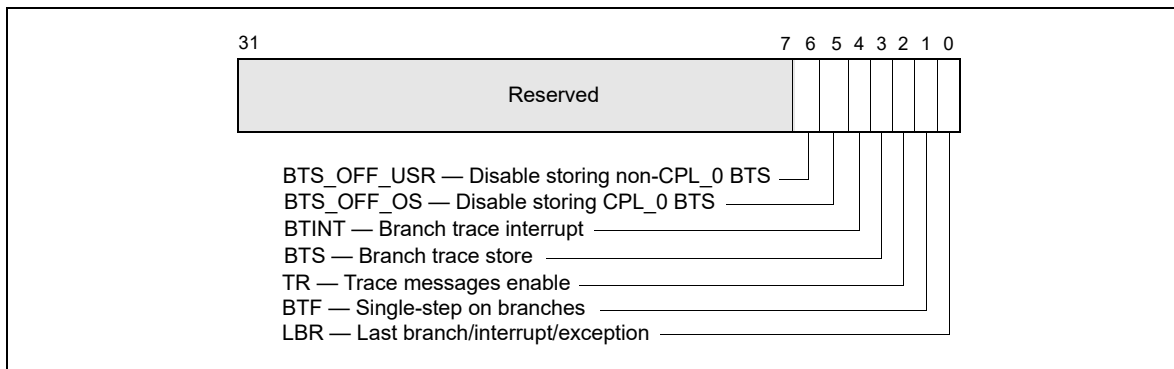 31 7 6 5 4 3 2 1 0
Reserved
BTS_OFF_USR — Disable storing non-CPL_0 BTS
BTS_OFF_OS — Disable storing CPL_0 BTS
BTINT — Branch trace interrupt
BTS — Branch trace store
TR — Trace messages enable
BTF — Single-step on branches
LBR — Last branch/interrupt/exception